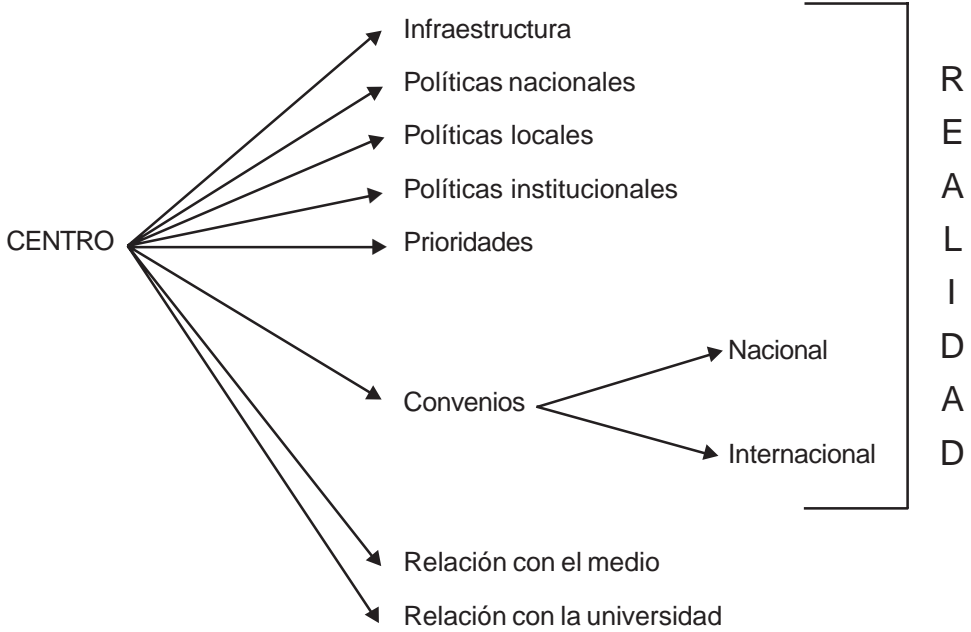 Infraestructura
Políticas nacionales
Políticas locales
Políticas institucionales
CENTRO
Prioridades
Nacional
Convenios
Internacional
Relación con el medio
Relación con la universidad
R
E
A
L
I
D
A
D